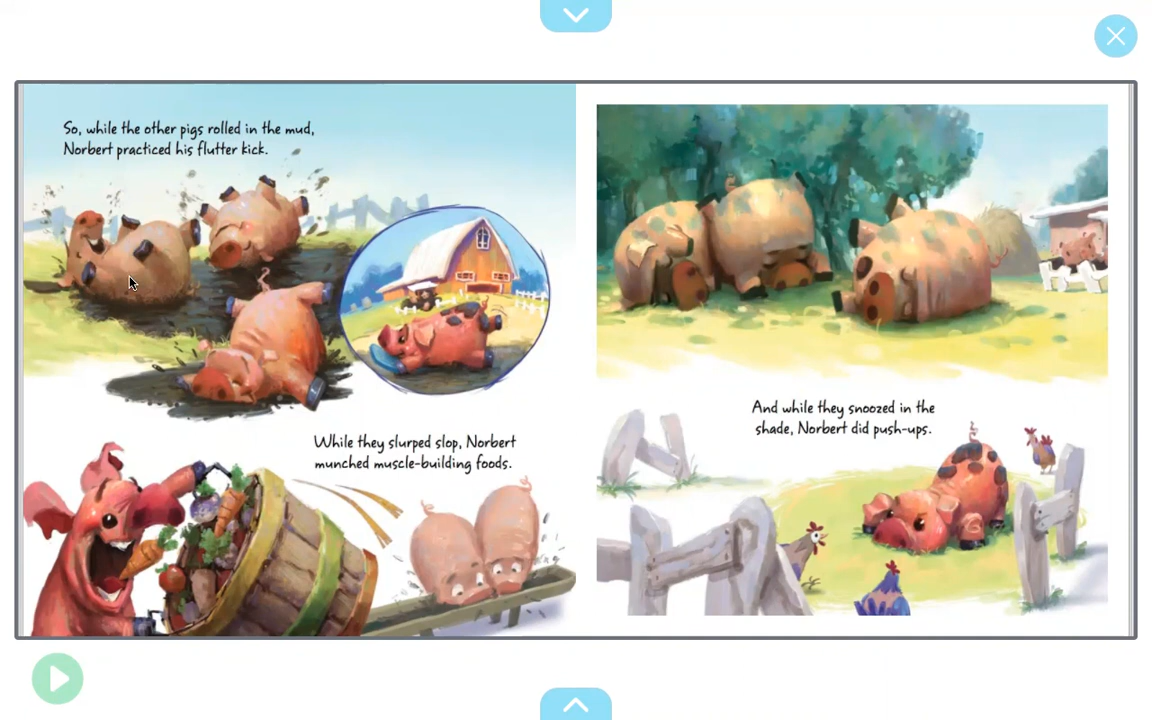 So, while the other pigs rolled in the mud,
Norbert practiced his flutter kick.
While they slurped slop, Norbert
munched muscle-building foods.
And while they snoozed in the
shade, Norbert did push-ups.